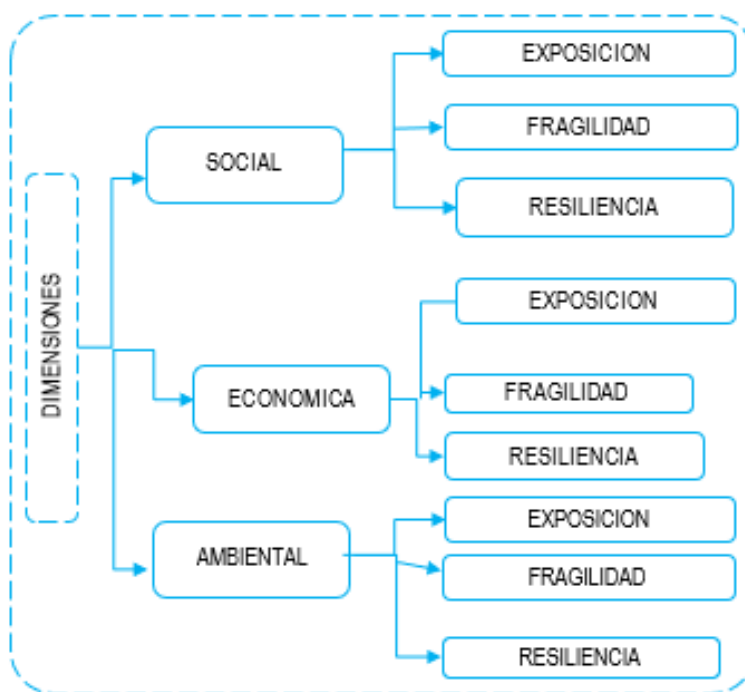 DIMENSIONES
SOCIAL
EXPOSICION
FRAGILIDAD
RESILIENCIA
ECONOMICA
EXPOSICION
FRAGILIDAD
RESILIENCIA
AMBIENTAL
EXPOSICION
FRAGILIDAD
RESILIENCIA